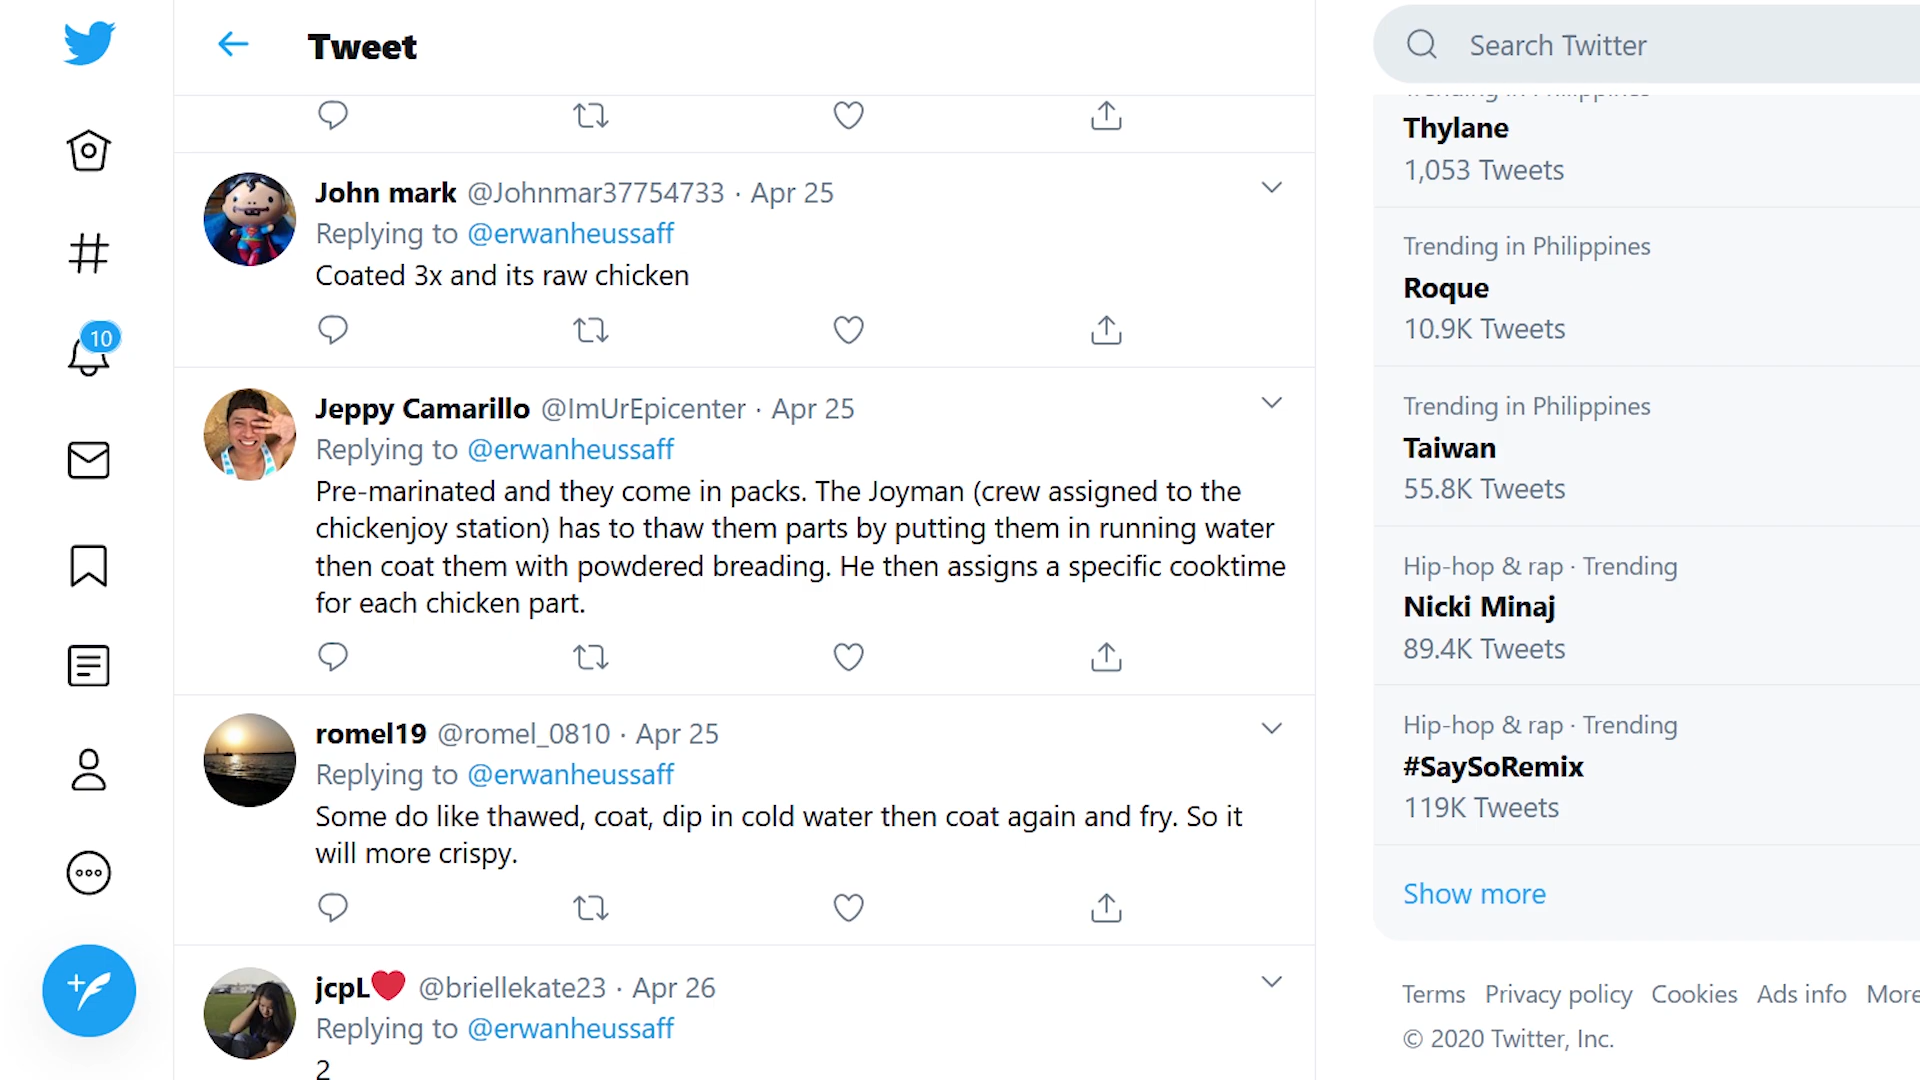 Tweet
John mark @Johnmar37754733 · Apr 25
Replying to @erwanheussaff
Coated 3x and its raw chicken
10
Jeppy Camarillo @ImUrEpicenter · Apr 25
Replying to @erwanheussaff
Pre-marinated and they come in packs. The Joyman (crew assigned to the
chickenjoy station) has to thaw them parts by putting them in running water
then coat them with powdered breading. He then assigns a specific cooktime
for each chicken part.
romel19 @romel_0810 · Apr 25
Replying to @erwanheussaff
Some do like thawed, coat, dip in cold water then coat again and fry. So it
will more crispy.
jcpL❤️ @briellekate23 · Apr 26
Replying to @erwanheussaff
2
Search Twitter
Trending in Philippines
Thylane
1,053 Tweets
Trending in Philippines
Roque
10.9K Tweets
Trending in Philippines
Taiwan
55.8K Tweets
Hip-hop & rap · Trending
Nicki Minaj
89.4K Tweets
Hip-hop & rap · Trending
#SaySoRemix
119K Tweets
Show more
Terms Privacy policy Cookies Ads info More
© 2020 Twitter, Inc.